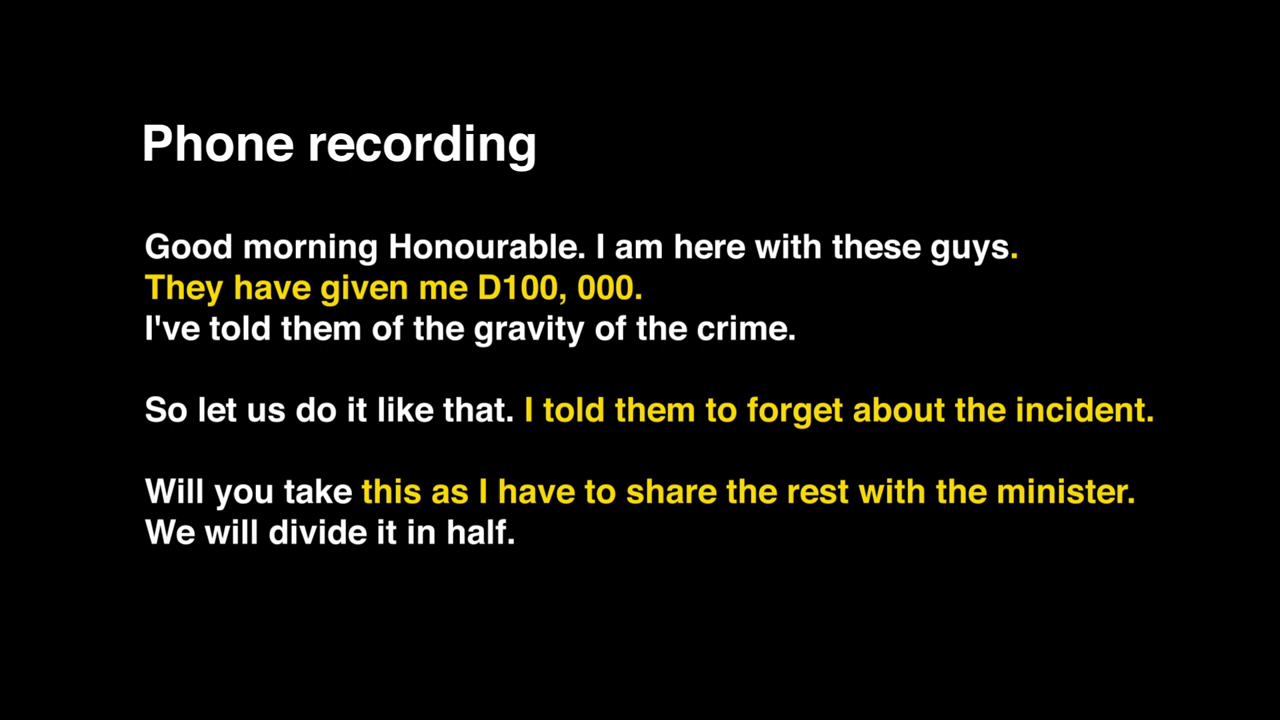 Phone recording
Good morning Honourable. I am here with these guys.
They have given me D100, 000.
I've told them of the gravity of the crime.
So let us do it like that. I told them to forget about the incident.
Will you take this as I have to share the rest with the minister.
We will divide it in half.